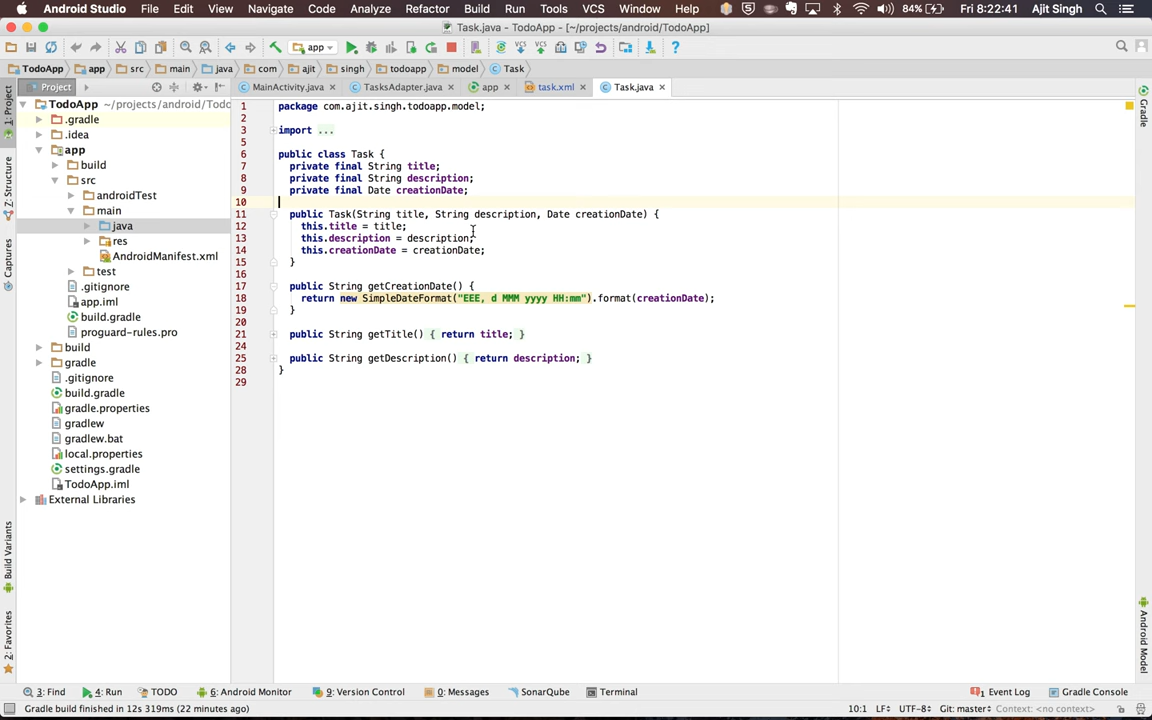 Android Studio File Edit View Navigate Code Analyze Refactor Build Run Tools VCS Window Help 84% Fri 8:22:41 Ajit Singh
Task.java - TodoApp - [~/projects/android/TodoApp]
app
TodoApp app src main java com ajit singh todoapp model Task
Project
MainActivity.java TasksAdapter.java app task.xml Task.java
1: Project
Z: Structure
Captures
Build Variants
2: Favorites
TodoApp ~/projects/android/Todo
.gradle
.idea
app
build
src
androidTest
main
java
res
AndroidManifest.xml
test
.gitignore
app.iml
build.gradle
proguard-rules.pro
build
gradle
.gitignore
build.gradle
gradle.properties
gradlew
gradlew.bat
local.properties
settings.gradle
TodoApp.iml
External Libraries
1 package com.ajit.singh.todoapp.model;
2
3 import ...
5
6 public class Task {
7 private final String title;
8 private final String description;
9 private final Date creationDate;
10
11 public Task(String title, String description, Date creationDate) {
12 this.title = title;
13 this.description = description;
14 this.creationDate = creationDate;
15 }
16
17 public String getCreationDate() {
18 return new SimpleDateFormat("EEE, d MMM yyyy HH:mm").format(creationDate);
19 }
20
21 public String getTitle() { return title; }
24
25 public String getDescription() { return description; }
28 }
29
Gradle
Android Model
3: Find 4: Run TODO 6: Android Monitor 9: Version Control 0: Messages SonarQube Terminal 1 Event Log Gradle Console
Gradle build finished in 12s 319ms (22 minutes ago) 10:1 LF÷ UTF-8÷ Git: master÷ Context: <no context>